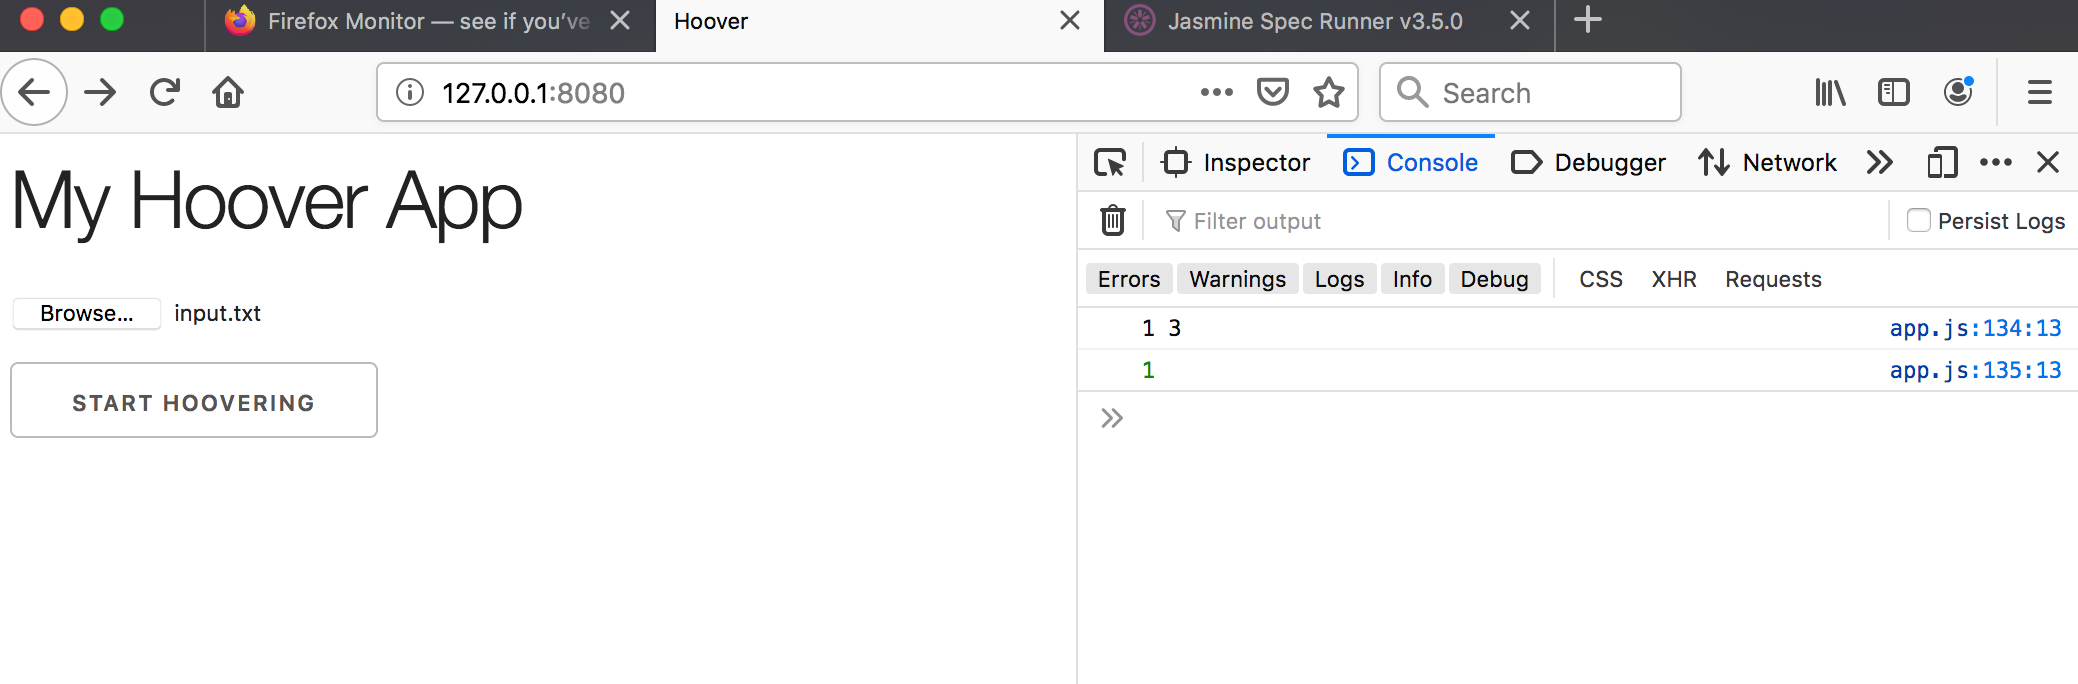 Firefox Monitor — see if you've
Hoover
Jasmine Spec Runner v3.5.0
127.0.0.1:8080
Search
My Hoover App
Browse...
input.txt
START HOOVERING
Inspector
Console
Debugger
Network
Filter output
Persist Logs
Errors
Warnings
Logs
Info
Debug
CSS
XHR
Requests
1 3
app.js:134:13
1
app.js:135:13